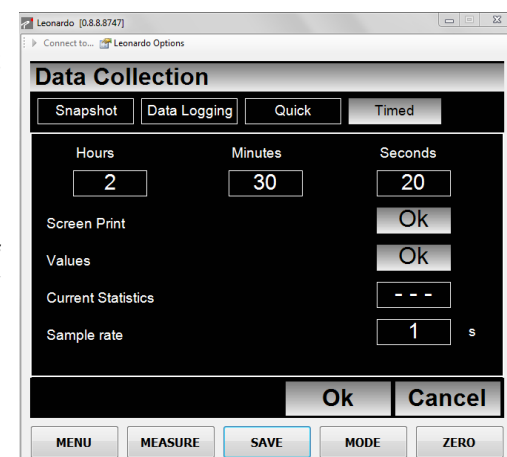 Leonardo [0.8.8.8747]
Connect to... Leonardo Options
Data Collection
Snapshot Data Logging Quick Timed
Hours Minutes Seconds
2 30 20
Screen Print Ok
Values Ok
Current Statistics - - -
Sample rate 1 s
Ok Cancel
MENU MEASURE SAVE MODE ZERO